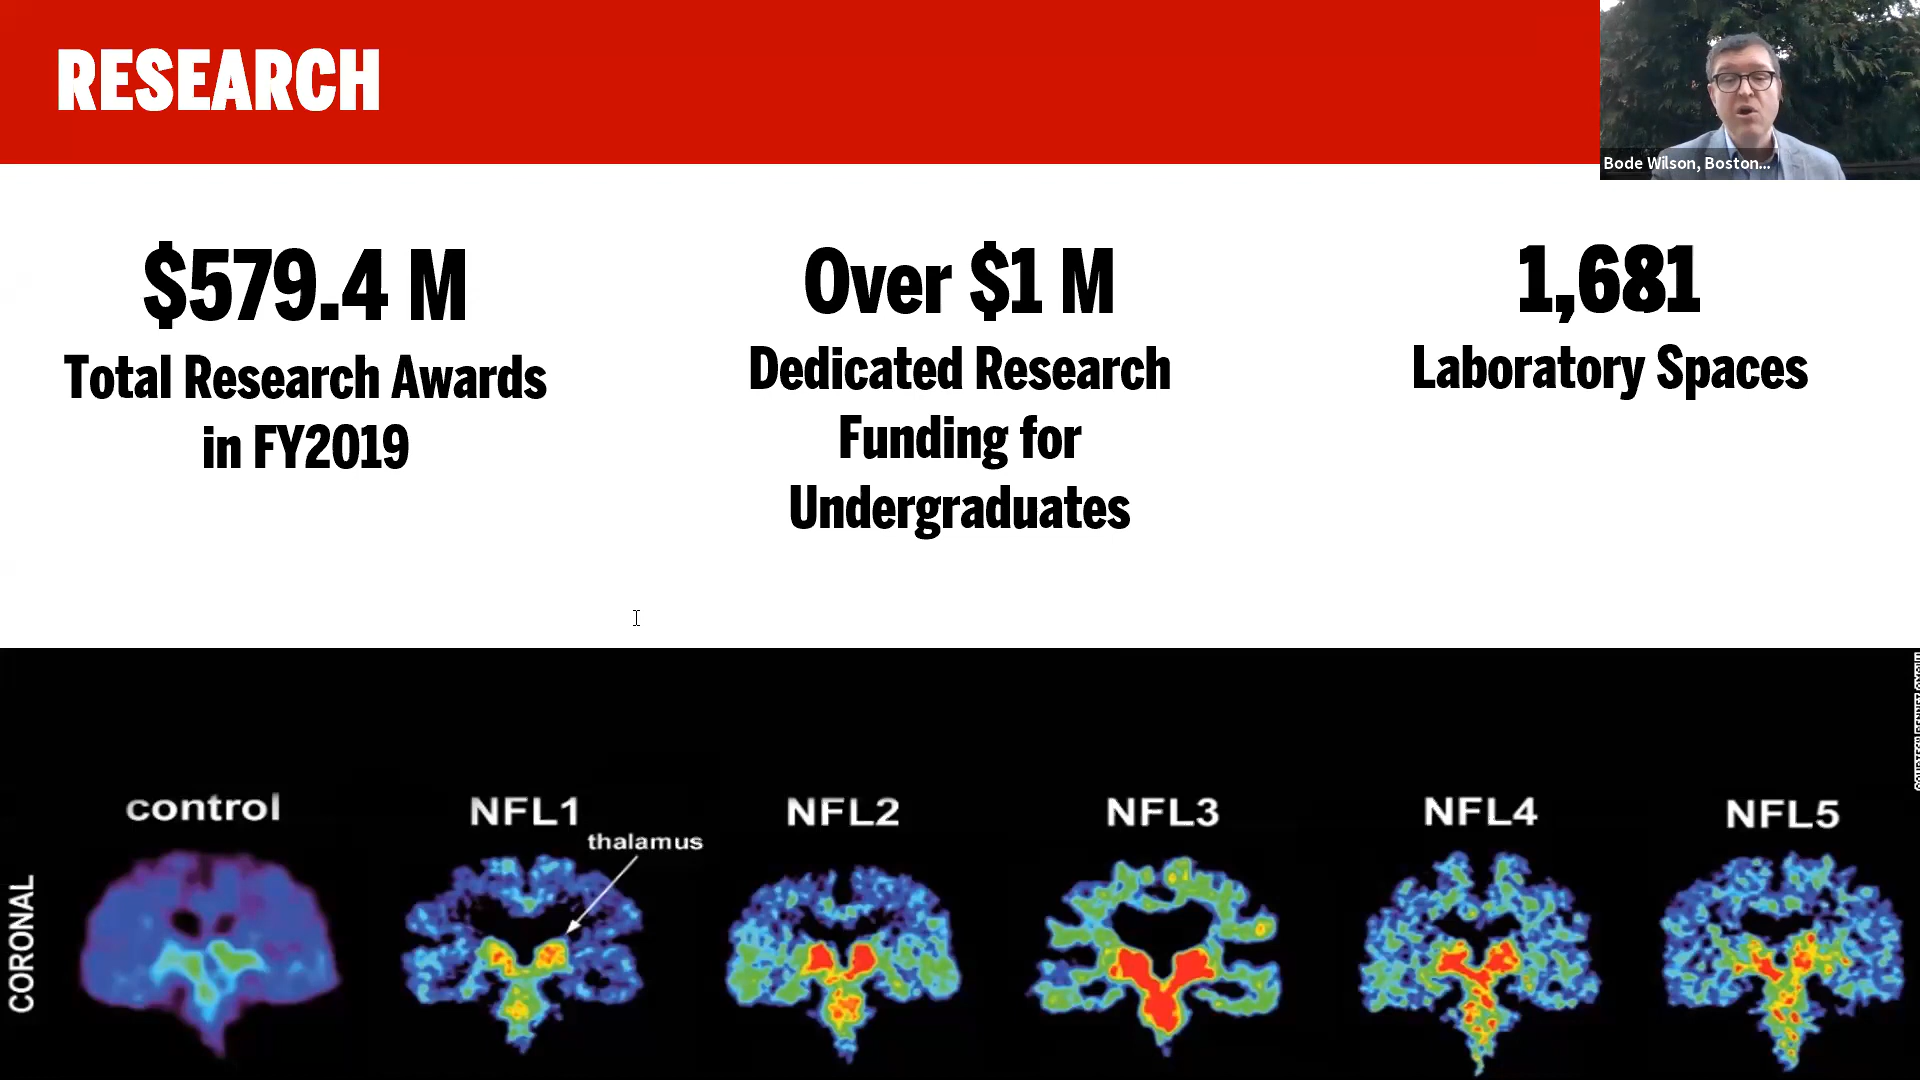 RESEARCH
Bode Wilson, Boston...
$579.4 M
Total Research Awards
in FY2019
Over $1 M
Dedicated Research
Funding for
Undergraduates
1,681
Laboratory Spaces
control
NFL1
thalamus
NFL2
NFL3
NFL4
NFL5
CORONAL